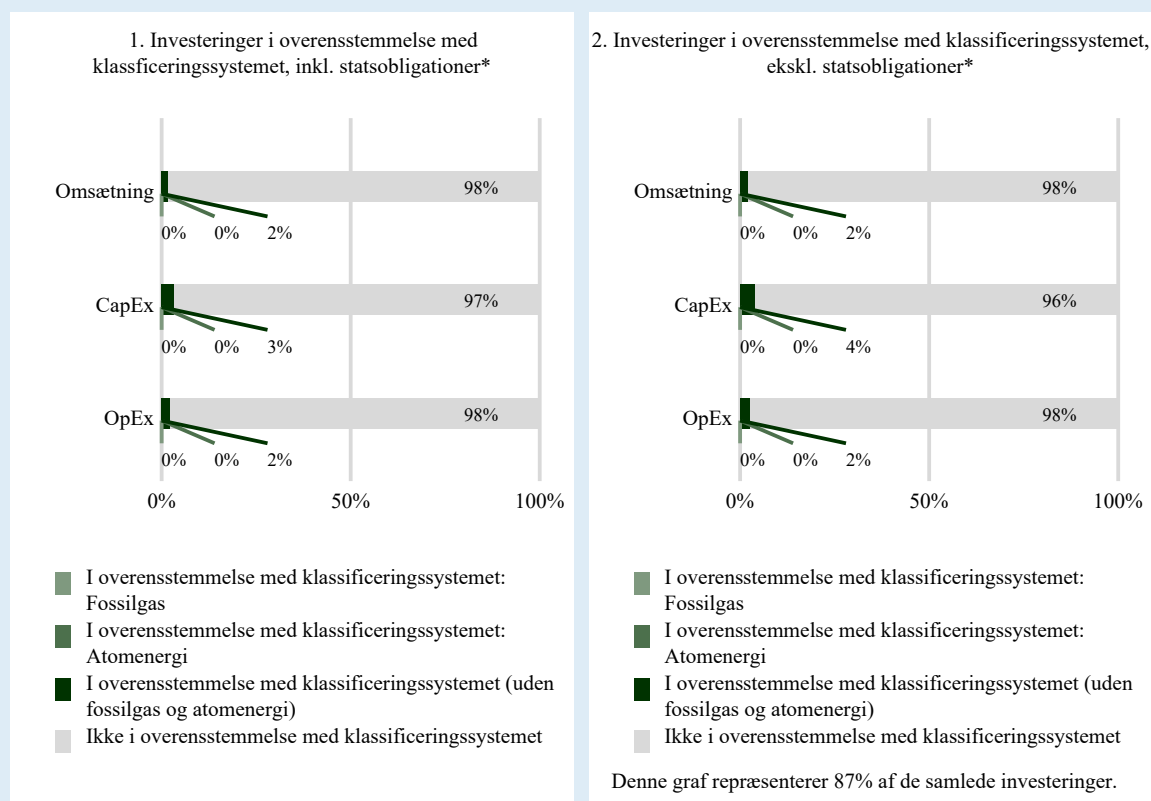 1. Investeringer i overensstemmelse med
klassficeringssystemet, inkl. statsobligationer*
Omsætning
98%
0% 0% 2%
CapEx
97%
0% 0% 3%
OpEx
98%
0% 0% 2%
0% 50% 100%
I overensstemmelse med klassificeringssystemet:
Fossilgas
I overensstemmelse med klassificeringssystemet:
Atomenergi
I overensstemmelse med klassificeringssystemet (uden
fossilgas og atomenergi)
Ikke i overensstemmelse med klassificeringssystemet
2. Investeringer i overensstemmelse med klassificeringssystemet,
ekskl. statsobligationer*
Omsætning
98%
0% 0% 2%
CapEx
96%
0% 0% 4%
OpEx
98%
0% 0% 2%
0% 50% 100%
I overensstemmelse med klassificeringssystemet:
Fossilgas
I overensstemmelse med klassificeringssystemet:
Atomenergi
I overensstemmelse med klassificeringssystemet (uden
fossilgas og atomenergi)
Ikke i overensstemmelse med klassificeringssystemet
Denne graf repræsenterer 87% af de samlede investeringer.